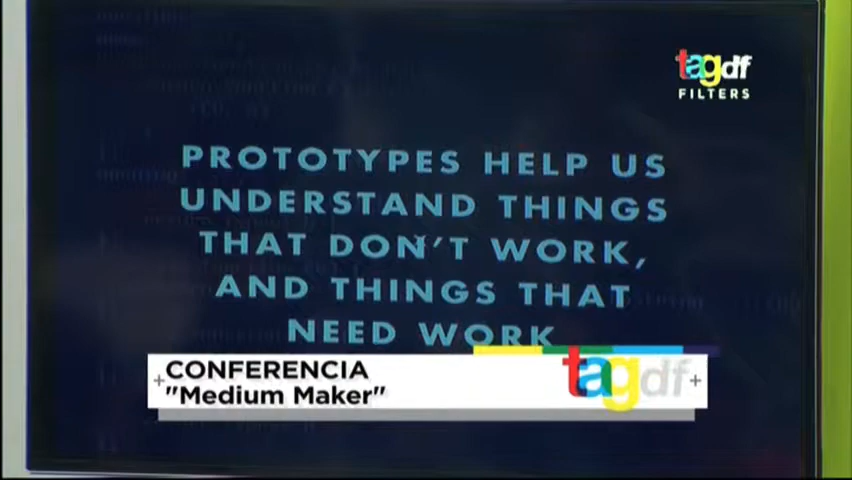 tagdf
FILTERS
PROTOTYPES HELP US
UNDERSTAND THINGS
THAT DON'T WORK,
AND THINGS THAT
NEED WORK
CONFERENCIA
"Medium Maker"
tagdf